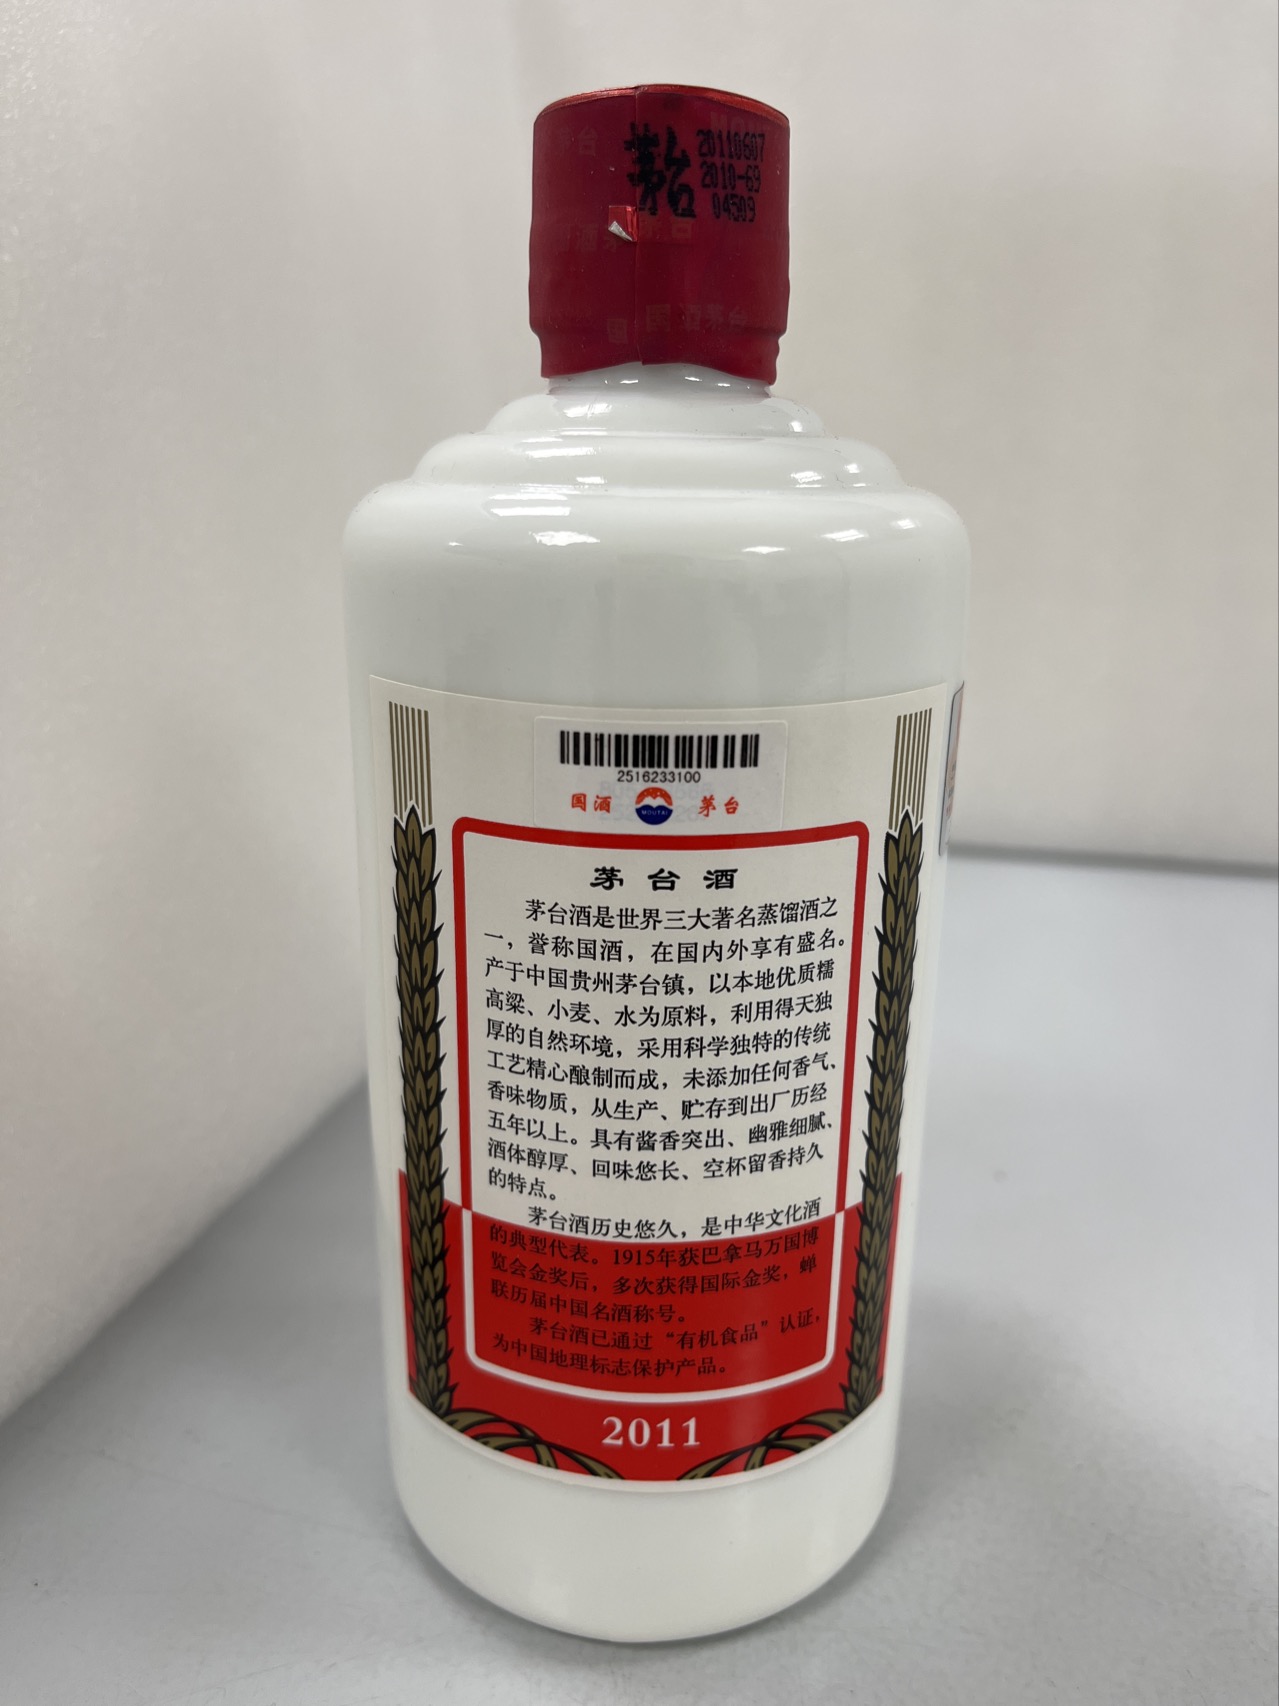 茅台
20110607
2010-69
04509
国酒茅台
2516233100
国酒
MOUTAI
茅台
茅台酒
茅台酒是世界三大著名蒸馏酒之
一，誉称国酒，在国内外享有盛名。
产于中国贵州茅台镇，以本地优质糯
高粱、小麦、水为原料，利用得天独
厚的自然环境，采用科学独特的传统
工艺精心酿制而成，未添加任何香气、
香味物质，从生产、贮存到出厂历经
五年以上。具有酱香突出、幽雅细腻、
酒体醇厚、回味悠长、空杯留香持久
的特点。
茅台酒历史悠久，是中华文化酒
的典型代表。1915年获巴拿马万国博
览会金奖后，多次获得国际金奖，蝉
联历届中国名酒称号。
茅台酒已通过“有机食品”认证，
为中国地理标志保护产品。
2011